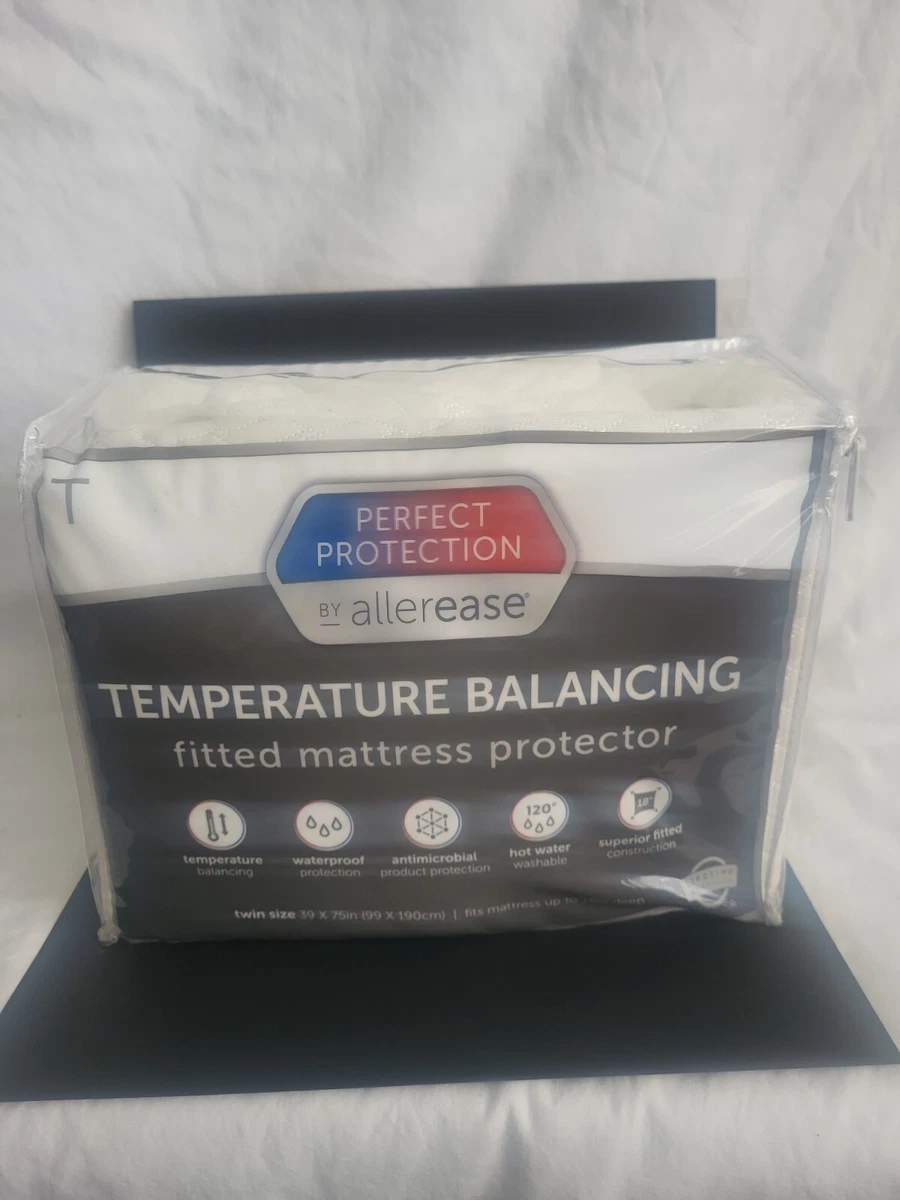 T
PERFECT
PROTECTION
BY allerease®
TEMPERATURE BALANCING
fitted mattress protector
120°
18"
temperature
balancing
waterproof
protection
antimicrobial
product protection
hot water
washable
superior fitted
construction
twin size 39 X 75in (99 X 190cm) | fits mattress up to